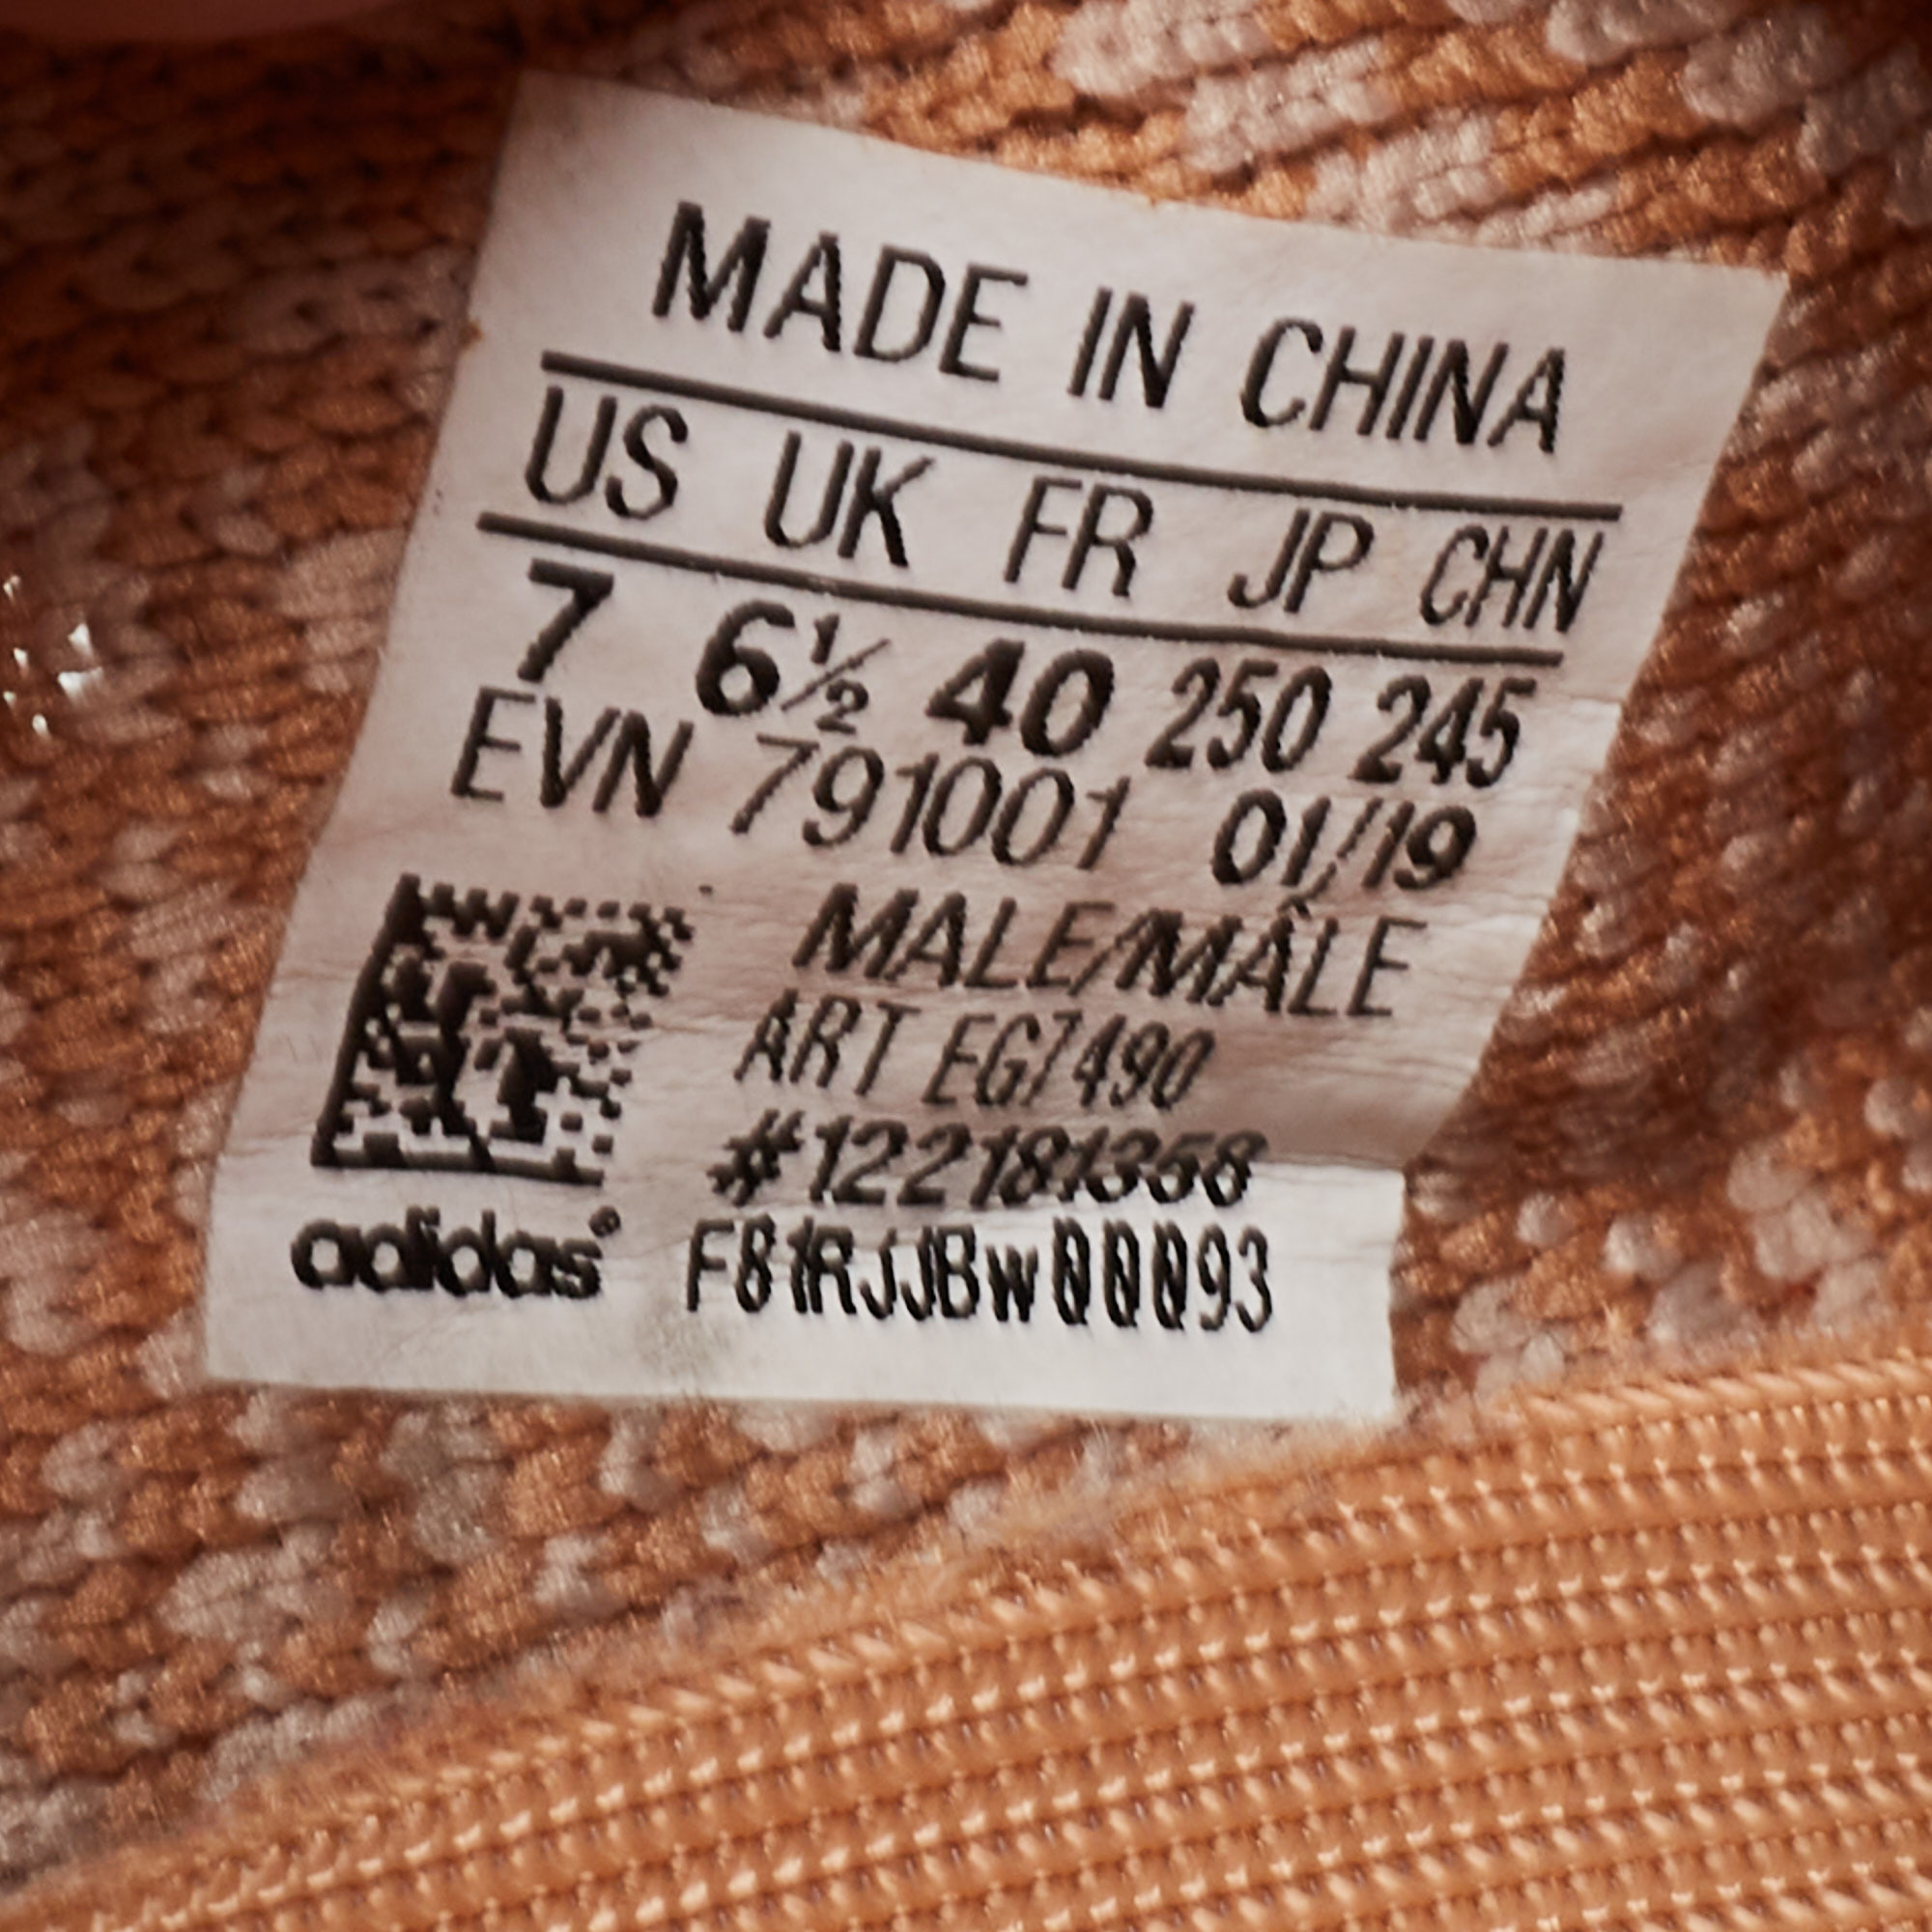 MADE IN CHINA
US UK FR JP CHN
7 6½ 40 250 245
EVN 791001 01/19
MALE/MÂLE
ART EG7490
#122181358
adidas® F81RJJBw00093